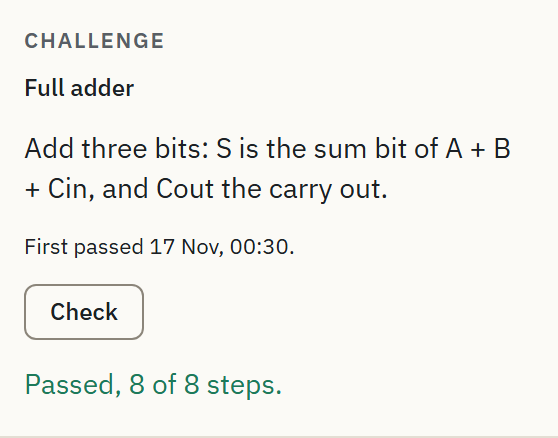 CHALLENGE
Full adder
Add three bits: S is the sum bit of A + B
+ Cin, and Cout the carry out.
First passed 17 Nov, 00:30.
Check
Passed, 8 of 8 steps.